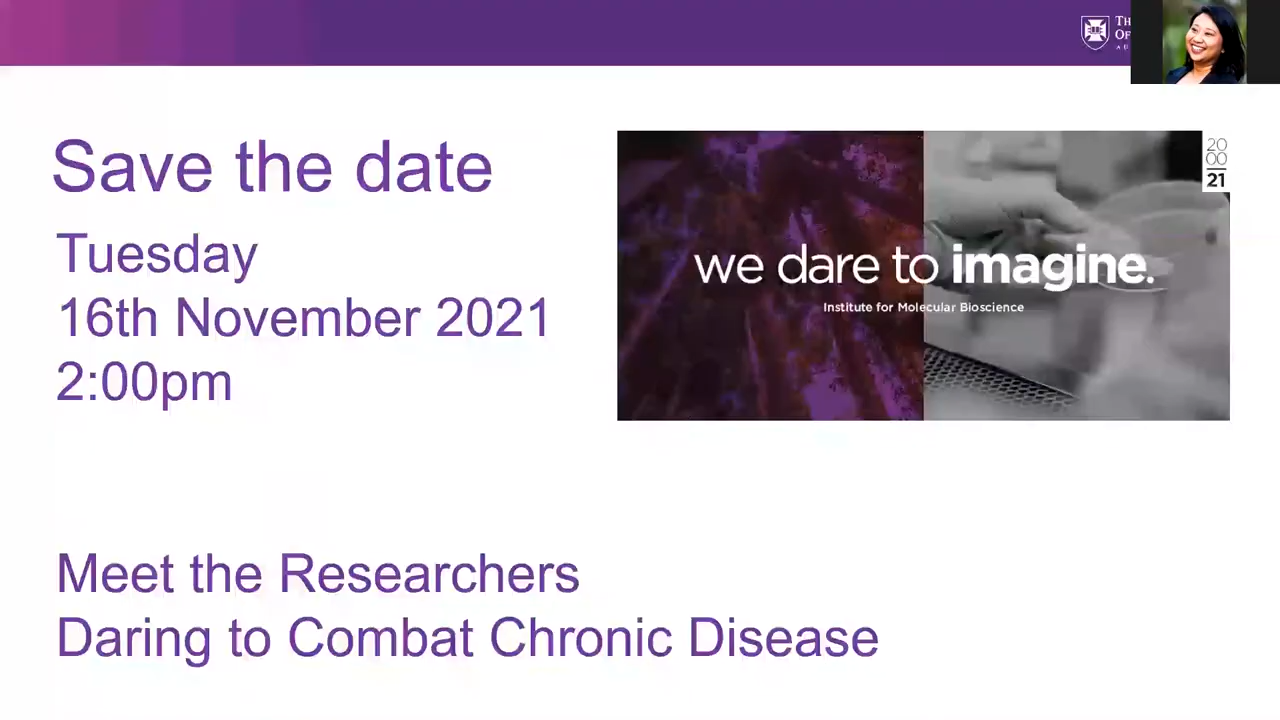 Save the date
Tuesday
16th November 2021
2:00pm
20
00
21
we dare to imagine.
Institute for Molecular Bioscience
Meet the Researchers
Daring to Combat Chronic Disease